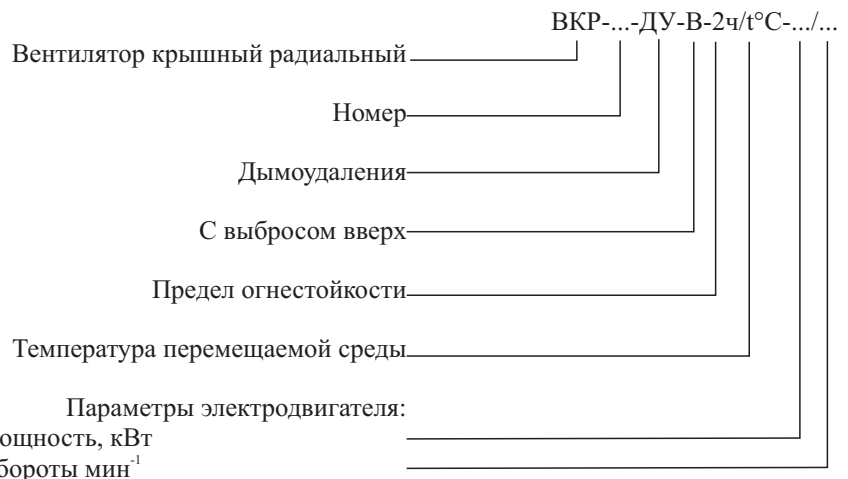 ВКР-...-ДУ-В-2ч/t°С-.../...
Вентилятор крышный радиальный
Номер
Дымоудаления
С выбросом вверх
Предел огнестойкости
Температура перемещаемой среды
Параметры электродвигателя:
ощность, кВт
бороты мин⁻¹